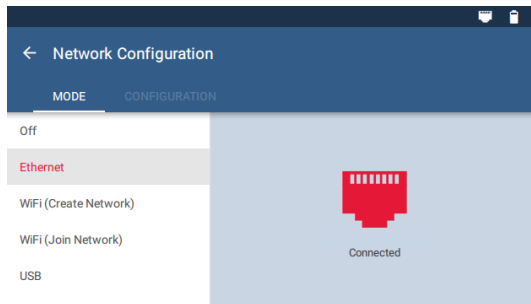 Network Configuration
MODE CONFIGURATION
Off
Ethernet
WiFi (Create Network)
WiFi (Join Network)
USB
Connected